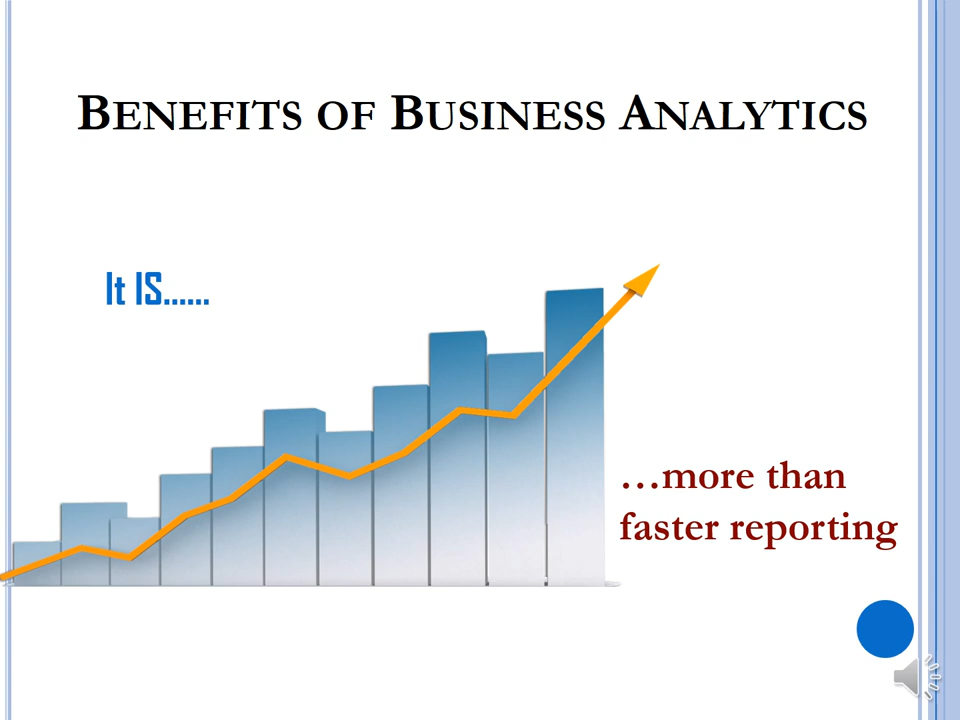 BENEFITS OF BUSINESS ANALYTICS
It IS......
…more than
faster reporting